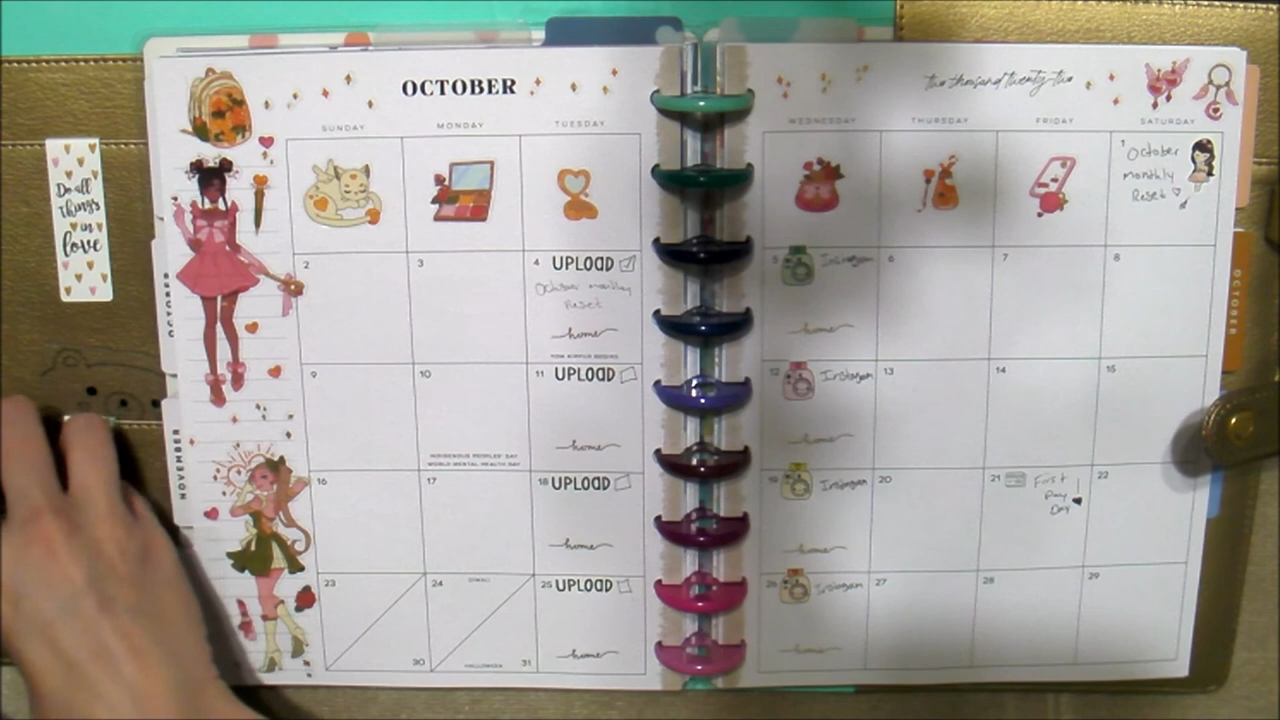 OCTOBER
two thousand twenty-two
SUNDAY
MONDAY
TUESDAY
WEDNESDAY
THURSDAY
FRIDAY
SATURDAY
Do all
things
in
love
1
October
monthly
Reset
2
3
4 UPLOAD
October monthly
Reset
home
YOM KIPPUR BEGINS
5 Instagram
home
6
7
8
9
10
INDIGENOUS PEOPLES' DAY
WORLD MENTAL HEALTH DAY
11 UPLOAD
home
12 Instagram
home
13
14
15
16
17
18 UPLOAD
home
19 Instagram
home
20
21 First
Pay
Day
22
23
30
24
DIWALI
HALLOWEEN 31
25 UPLOAD
home
26 Instagram
home
27
28
29
OCTOBER
NOVEMBER
OCTOBER